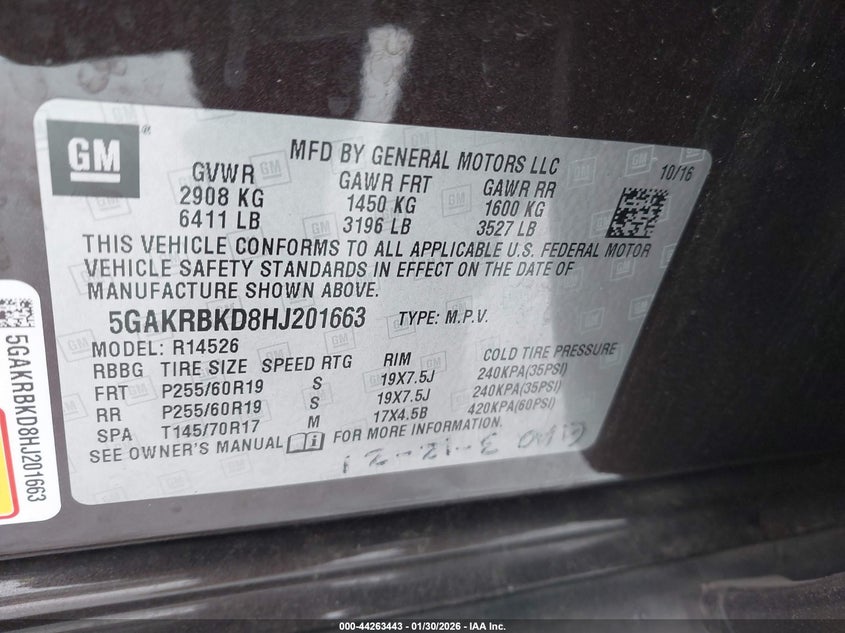 GM
®
MFD BY GENERAL MOTORS LLC
10/16
GVWR GAWR FRT GAWR RR
2908 KG 1450 KG 1600 KG
6411 LB 3196 LB 3527 LB
THIS VEHICLE CONFORMS TO ALL APPLICABLE U.S. FEDERAL MOTOR
VEHICLE SAFETY STANDARDS IN EFFECT ON THE DATE OF
MANUFACTURE SHOWN ABOVE.
5GAKRBKD8HJ201663 TYPE: M.P.V.
MODEL: R14526
RBBG TIRE SIZE SPEED RTG RIM COLD TIRE PRESSURE
FRT P255/60R19 S 19X7.5J 240KPA(35PSI)
RR P255/60R19 S 19X7.5J 240KPA(35PSI)
SPA T145/70R17 M 17X4.5B 420KPA(60PSI)
SEE OWNER'S MANUAL FOR MORE INFORMATION.
3-12-21
5GAKRBKD8HJ201663
000-44263443 - 01/30/2026 - IAA Inc.